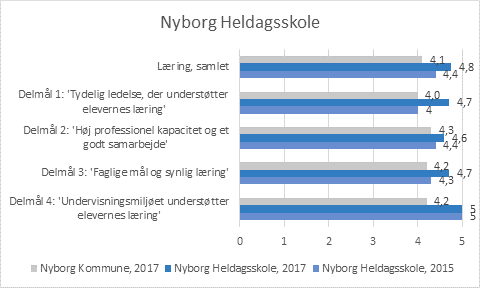 Nyborg Heldagsskole
Læring, samlet
4,1
4,8
4,4
Delmål 1: 'Tydelig ledelse, der understøtter
elevernes læring'
4,0
4,7
4
Delmål 2: 'Høj professionel kapacitet og et
godt samarbejde'
4,3
4,6
4,4
Delmål 3: 'Faglige mål og synlig læring'
4,2
4,7
4,3
Delmål 4: 'Undervisningsmiljøet understøtter
elevernes læring'
4,2
5
5
0 1 2 3 4 5
Nyborg Kommune, 2017 Nyborg Heldagsskole, 2017 Nyborg Heldagsskole, 2015